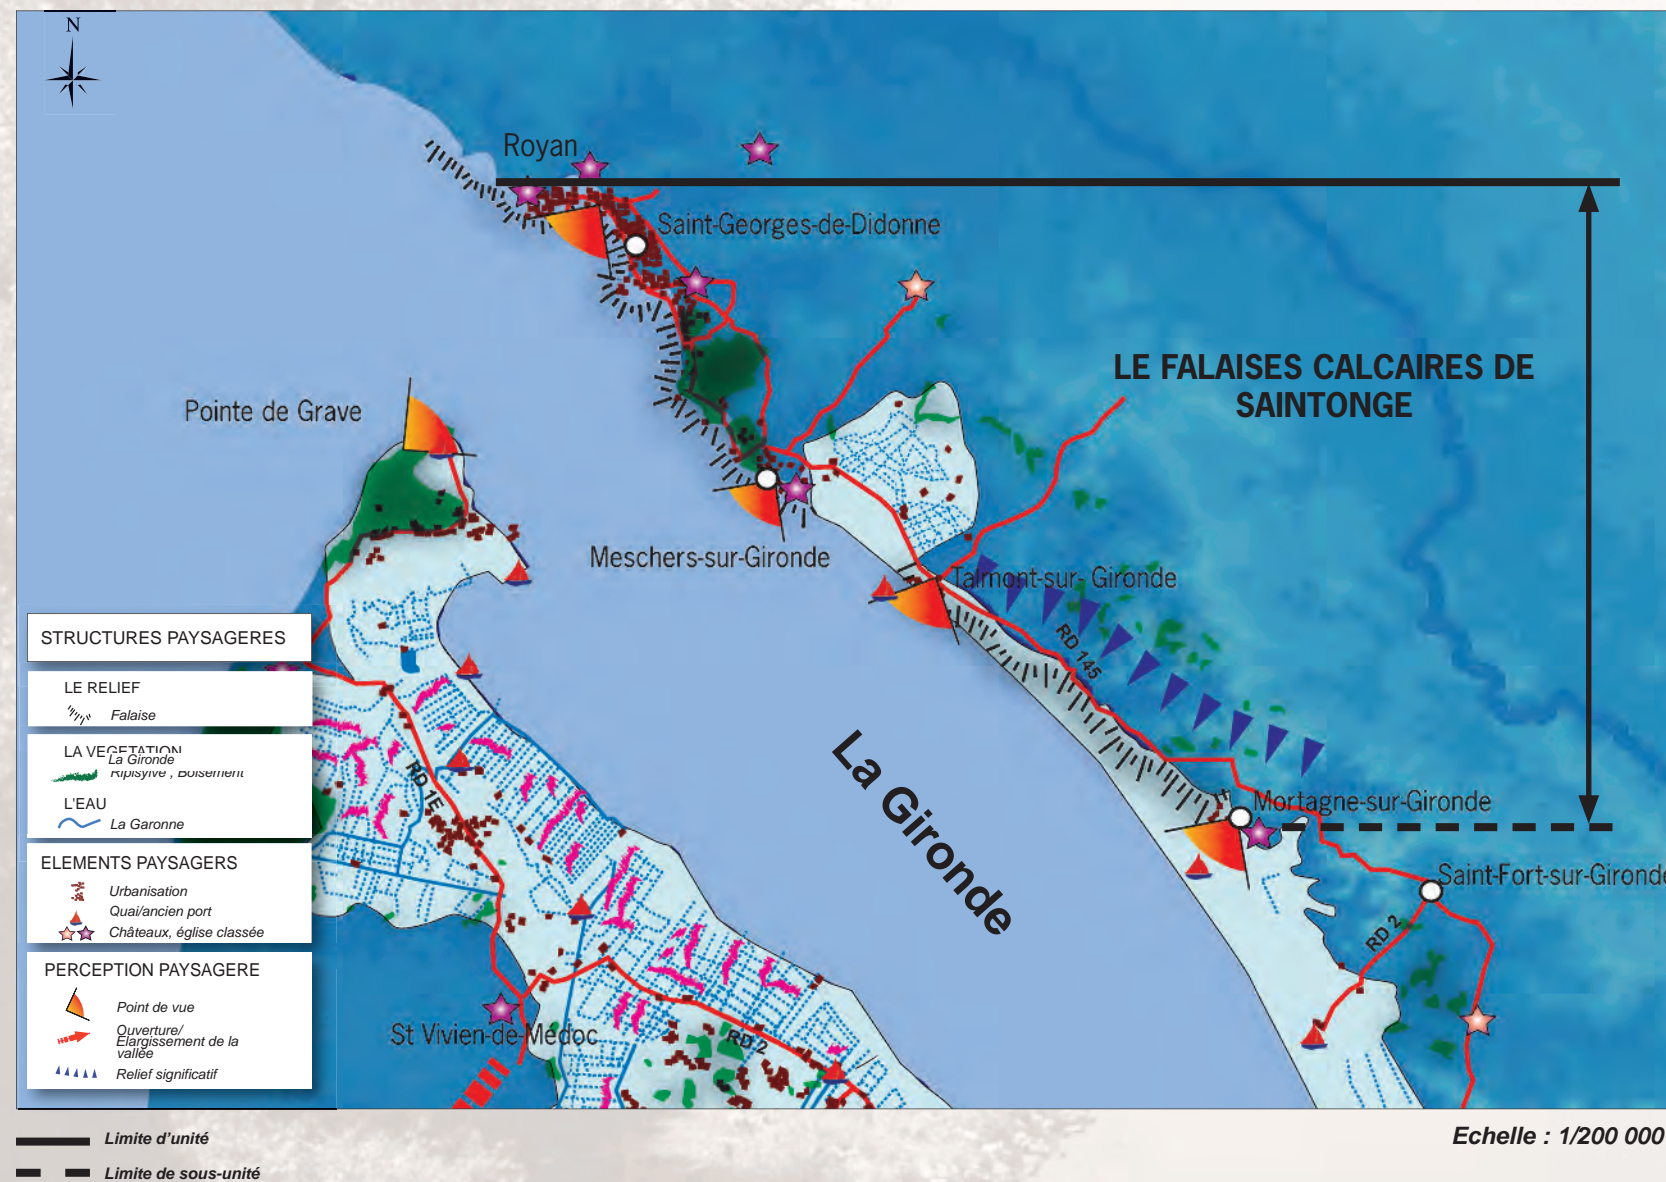 N
Royan
Saint-Georges-de-Didonne
LE FALAISES CALCAIRES DE
SAINTONGE
Pointe de Grave
Meschers-sur-Gironde
Talmont-sur- Gironde
RD 145
La Gironde
Mortagne-sur-Gironde
Saint-Fort-sur-Gironde
RD 2
RD 1E
St Vivien-de-Médoc
RD 2
STRUCTURES PAYSAGERES
LE RELIEF
Falaise
LA VEGETATION
La Gironde
Ripisylve , Boisement
L'EAU
La Garonne
ELEMENTS PAYSAGERS
Urbanisation
Quai/ancien port
Châteaux, église classée
PERCEPTION PAYSAGERE
Point de vue
Ouverture/
Elargissement de la
vallée
Relief significatif
Limite d'unité
Limite de sous-unité
Echelle : 1/200 000